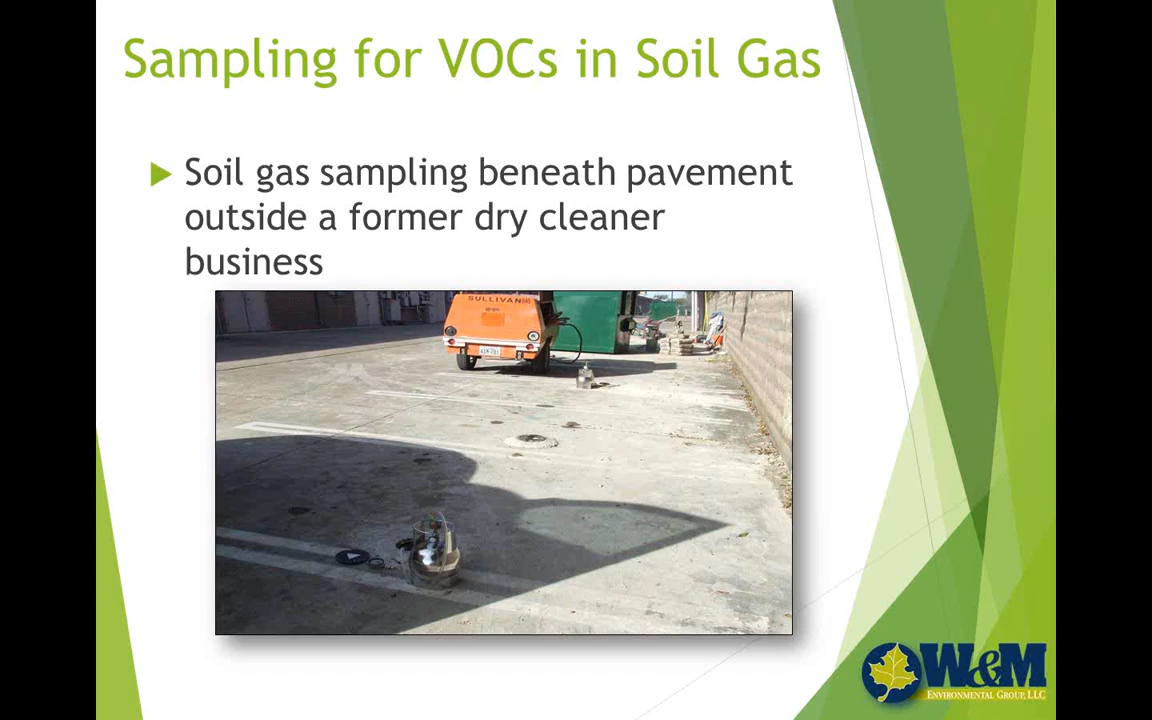 Sampling for VOCs in Soil Gas
Soil gas sampling beneath pavement
outside a former dry cleaner
business
SULLIVAN
W&M
ENVIRONMENTAL GROUP, LLC